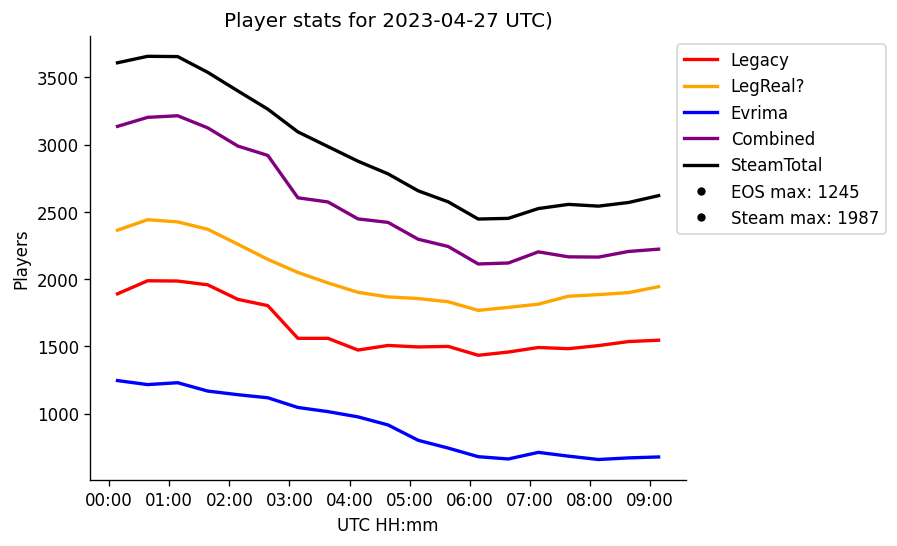 Player stats for 2023-04-27 UTC)
Legacy
LegReal?
Evrima
Combined
SteamTotal
EOS max: 1245
Steam max: 1987
Players
3500
3000
2500
2000
1500
1000
00:00 01:00 02:00 03:00 04:00 05:00 06:00 07:00 08:00 09:00
UTC HH:mm